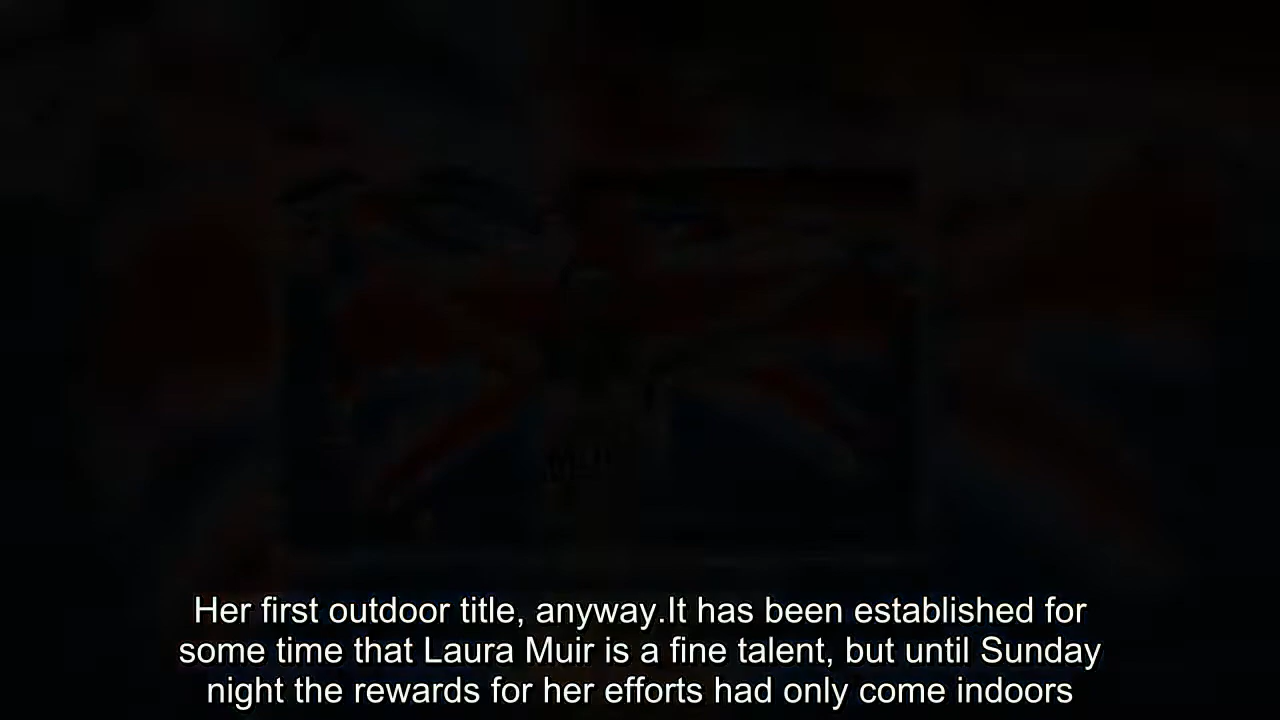 Her first outdoor title, anyway.It has been established for
some time that Laura Muir is a fine talent, but until Sunday
night the rewards for her efforts had only come indoors